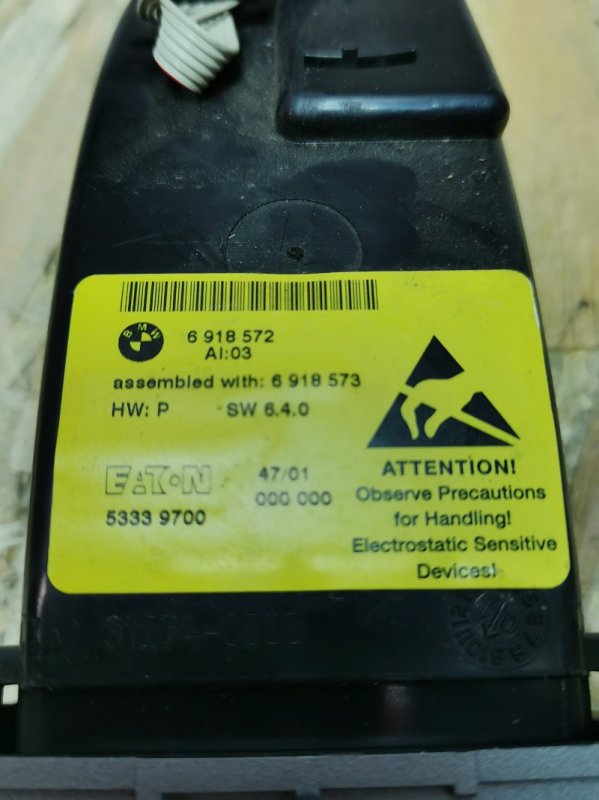 BMW
6 918 572
AI:03
assembled with: 6 918 573
HW: P SW 6.4.0
EATON
47/01
000 000
5333 9700
ATTENTION!
Observe Precautions
for Handling!
Electrostatic Sensitive
Devices!